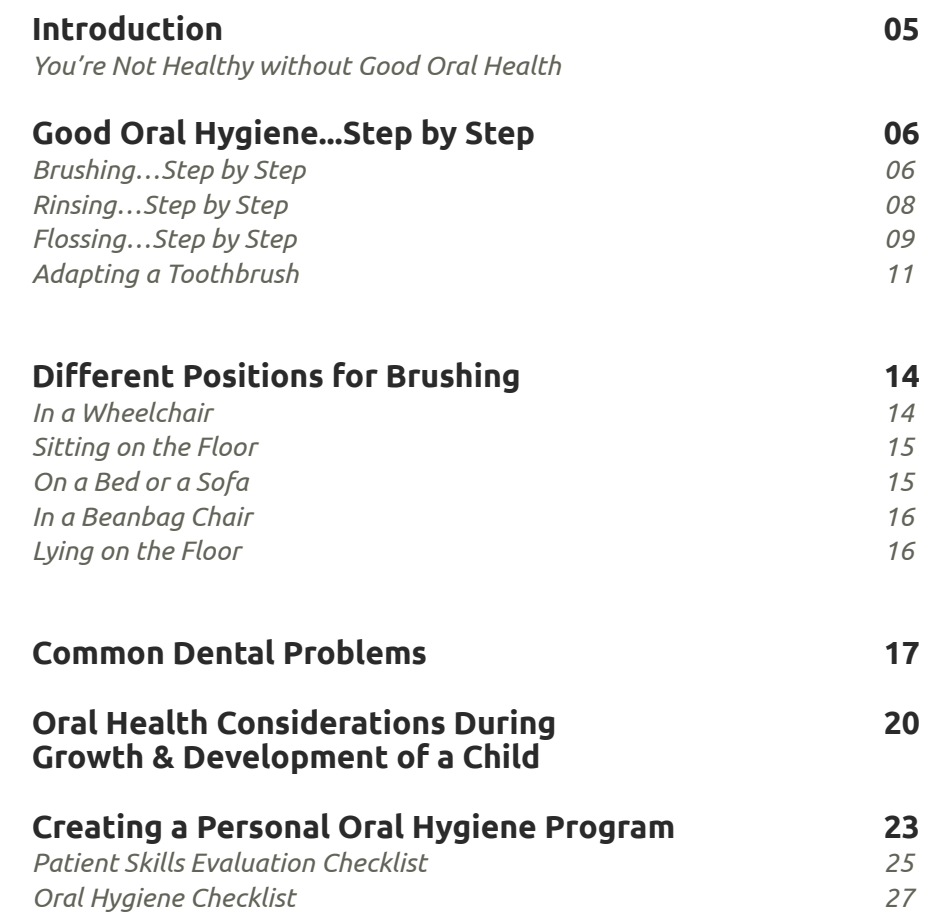 Introduction 05
You're Not Healthy without Good Oral Health
Good Oral Hygiene...Step by Step 06
Brushing…Step by Step 06
Rinsing…Step by Step 08
Flossing…Step by Step 09
Adapting a Toothbrush 11
Different Positions for Brushing 14
In a Wheelchair 14
Sitting on the Floor 15
On a Bed or a Sofa 15
In a Beanbag Chair 16
Lying on the Floor 16
Common Dental Problems 17
Oral Health Considerations During 20
Growth & Development of a Child
Creating a Personal Oral Hygiene Program 23
Patient Skills Evaluation Checklist 25
Oral Hygiene Checklist 27